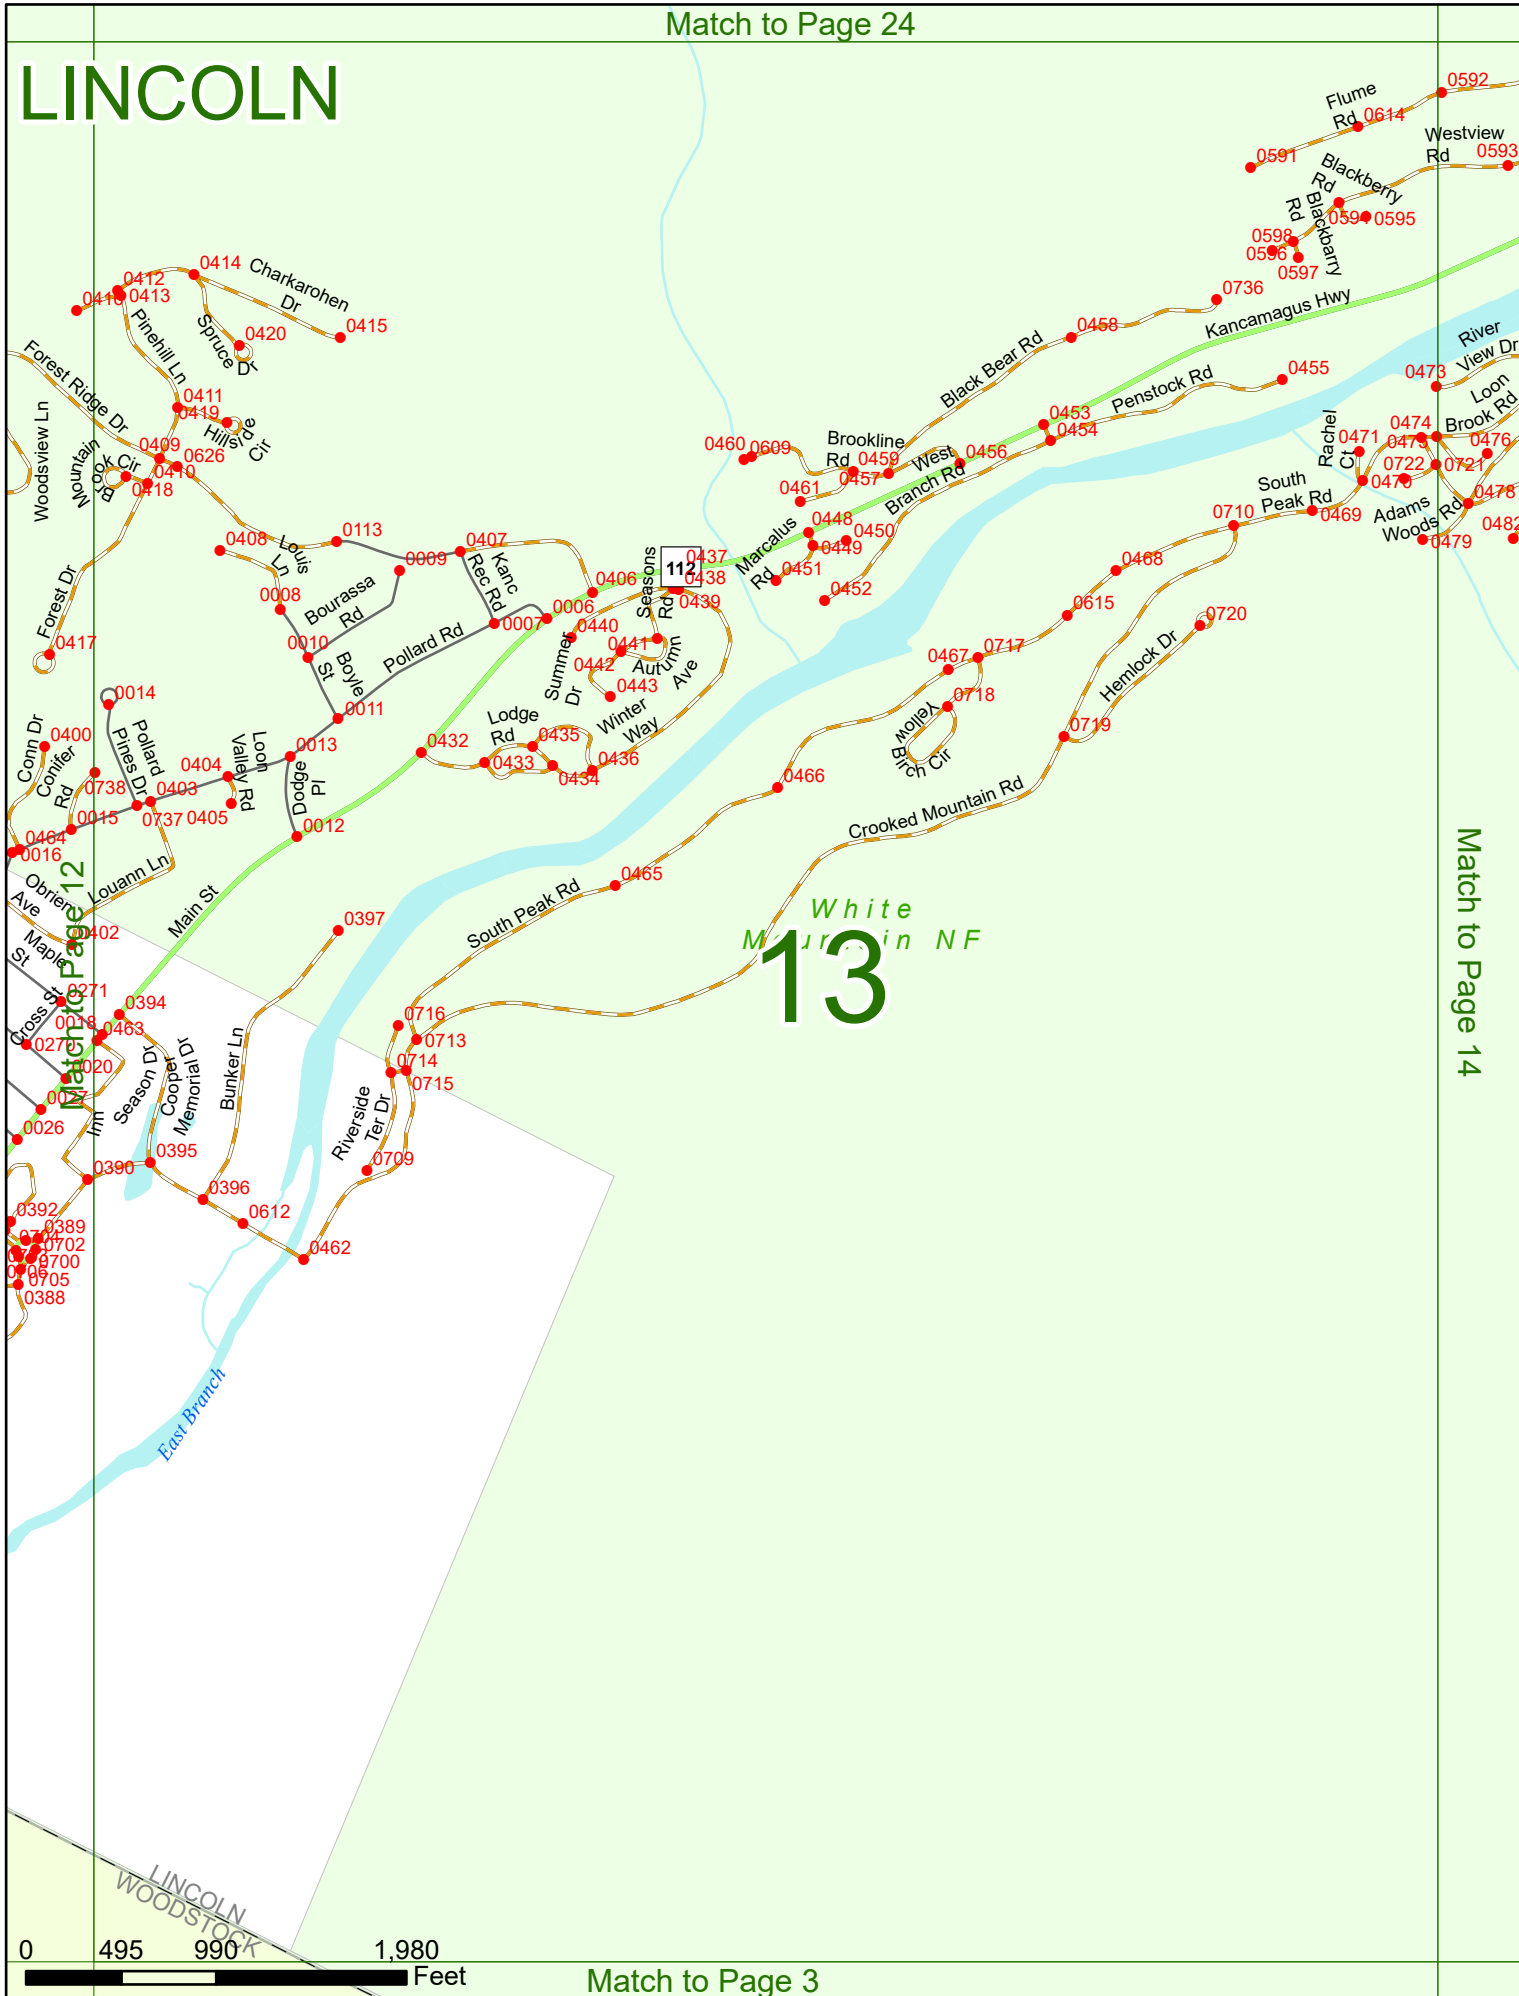 Match to Page 24
LINCOLN
0592
Flume
Rd
0614
Westview
Rd
0593
0591
Blackberry
Rd
0594
0595
Blackbarry
Rd
0598
0596
0597
0414
Charkarohen
Dr
0412
0413
0736
Kancamagus Hwy
0415
0420
Spruce Dr
Pinehill Ln
0458
River
View Dr
Forest Ridge Dr
Black Bear Rd
Penstock Rd
0455
0473
Loon
Brook Rd
0411
0419
Hillside
Cir
0453
0454
Rachel
Ct
0471
0474
0476
Woodsview Ln
Mountain
Brook Cir
0409
0626
0410
0418
0460
0609
Brookline
Rd
0459
0457
West
Branch Rd
0456
0722
0721
0470
0461
South
Peak Rd
Adams
Woods Rd
0478
0710
0469
0482
0479
0448
0450
0449
Marcalus
Rd
0451
0452
0408
Louis
Ln
0113
0407
0009
Kanc
Rec Rd
Seasons
Rd
0437
112
0438
0439
0406
0468
0008
Bourassa
Rd
0006
0007
0615
0720
Forest Dr
0417
0010
Boyle
St
Pollard Rd
0440
0441
0442
Autumn
Ave
Summer
Dr
0443
0717
0467
Hemlock Dr
0014
0011
Winter
Way
0718
Yellow
Birch Cir
0719
Conn Dr
0400
Conifer
Rd
Pollard
Pines Dr
Loon
Valley Rd
0013
Lodge
Rd
0435
0432
0433
0434
0436
0404
0738
0403
0737
0405
Dodge
Pl
0466
Crooked Mountain Rd
0015
0464
0016
0012
Match to Page 12
Match to Page 14
Obrien
Ave
Louann Ln
Main St
0465
South Peak Rd
White
Mountain NF
13
0402
Maple
St
0397
0271
Cross St
0394
0018
0463
0270
0020
0716
0713
0714
0715
Season Dr
Inn
Cooper
Memorial Dr
Bunker Ln
0027
0026
Riverside
Ter Dr
0709
0395
0390
0396
0392
0612
0389
0704
0702
0700
0706
0705
0388
0462
East Branch
LINCOLN
WOODSTOCK
0 495 990 1,980
Feet
Match to Page 3